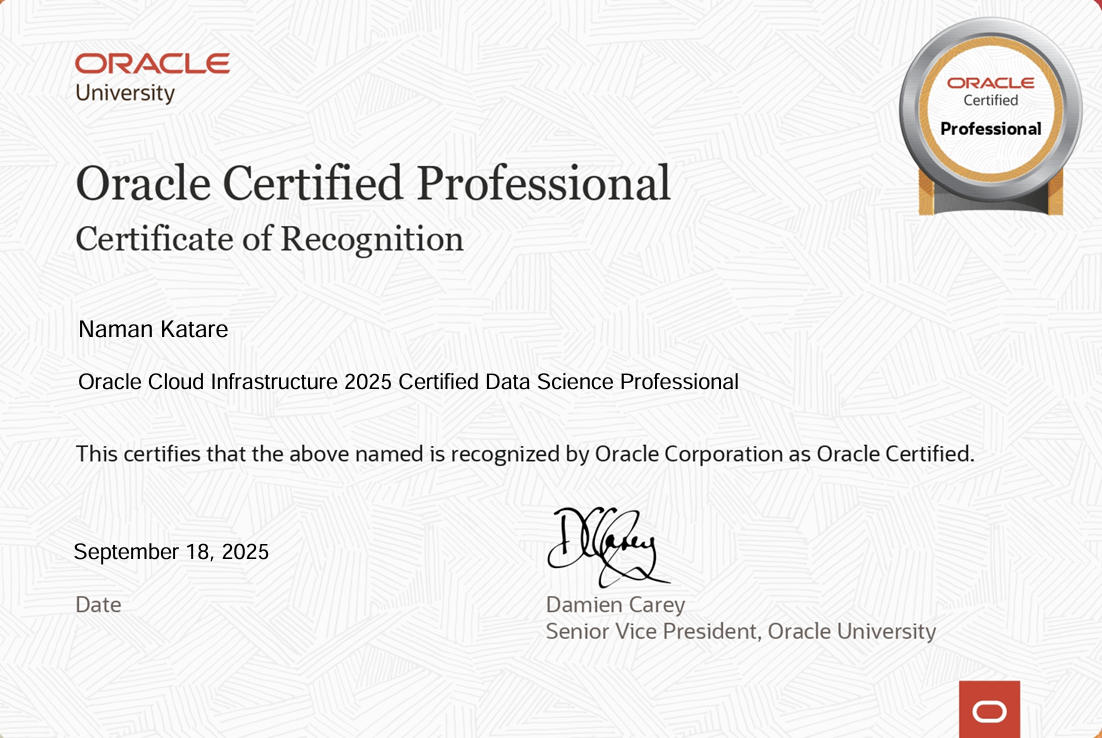 ORACLE
University
ORACLE
Certified
Professional
Oracle Certified Professional
Certificate of Recognition
Naman Katare
Oracle Cloud Infrastructure 2025 Certified Data Science Professional
This certifies that the above named is recognized by Oracle Corporation as Oracle Certified.
September 18, 2025
Date
DCarey
Damien Carey
Senior Vice President, Oracle University